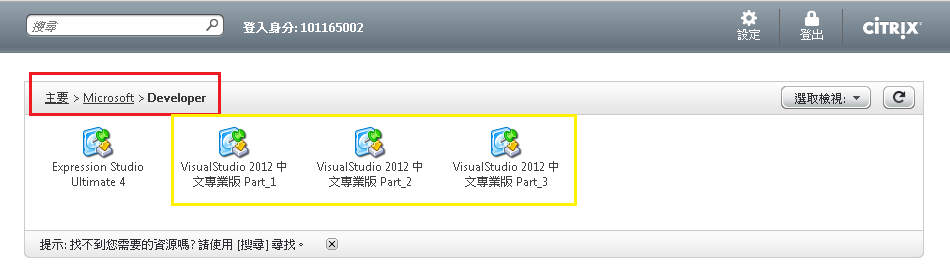 搜尋
登入身分: 101165002
設定
登出
CITRIX
主要 > Microsoft > Developer
選取檢視:
Expression Studio
Ultimate 4
VisualStudio 2012 中
文專業版 Part_1
VisualStudio 2012 中
文專業版 Part_2
VisualStudio 2012 中
文專業版 Part_3
提示: 找不到您需要的資源嗎? 請使用 [搜尋] 尋找。